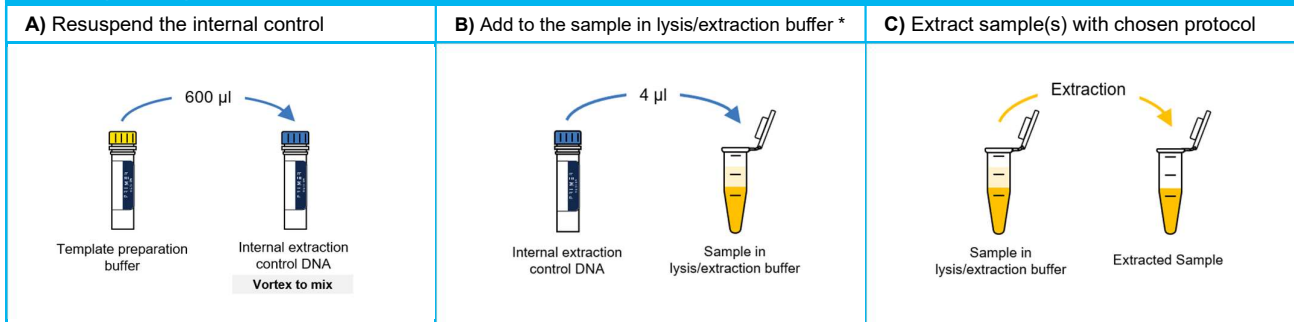 A) Resuspend the internal control
B) Add to the sample in lysis/extraction buffer *
C) Extract sample(s) with chosen protocol
600 µl
Template preparation
buffer
Internal extraction
control DNA
Vortex to mix
4 µl
Internal extraction
control DNA
Sample in
lysis/extraction buffer
Extraction
Sample in
lysis/extraction buffer
Extracted Sample